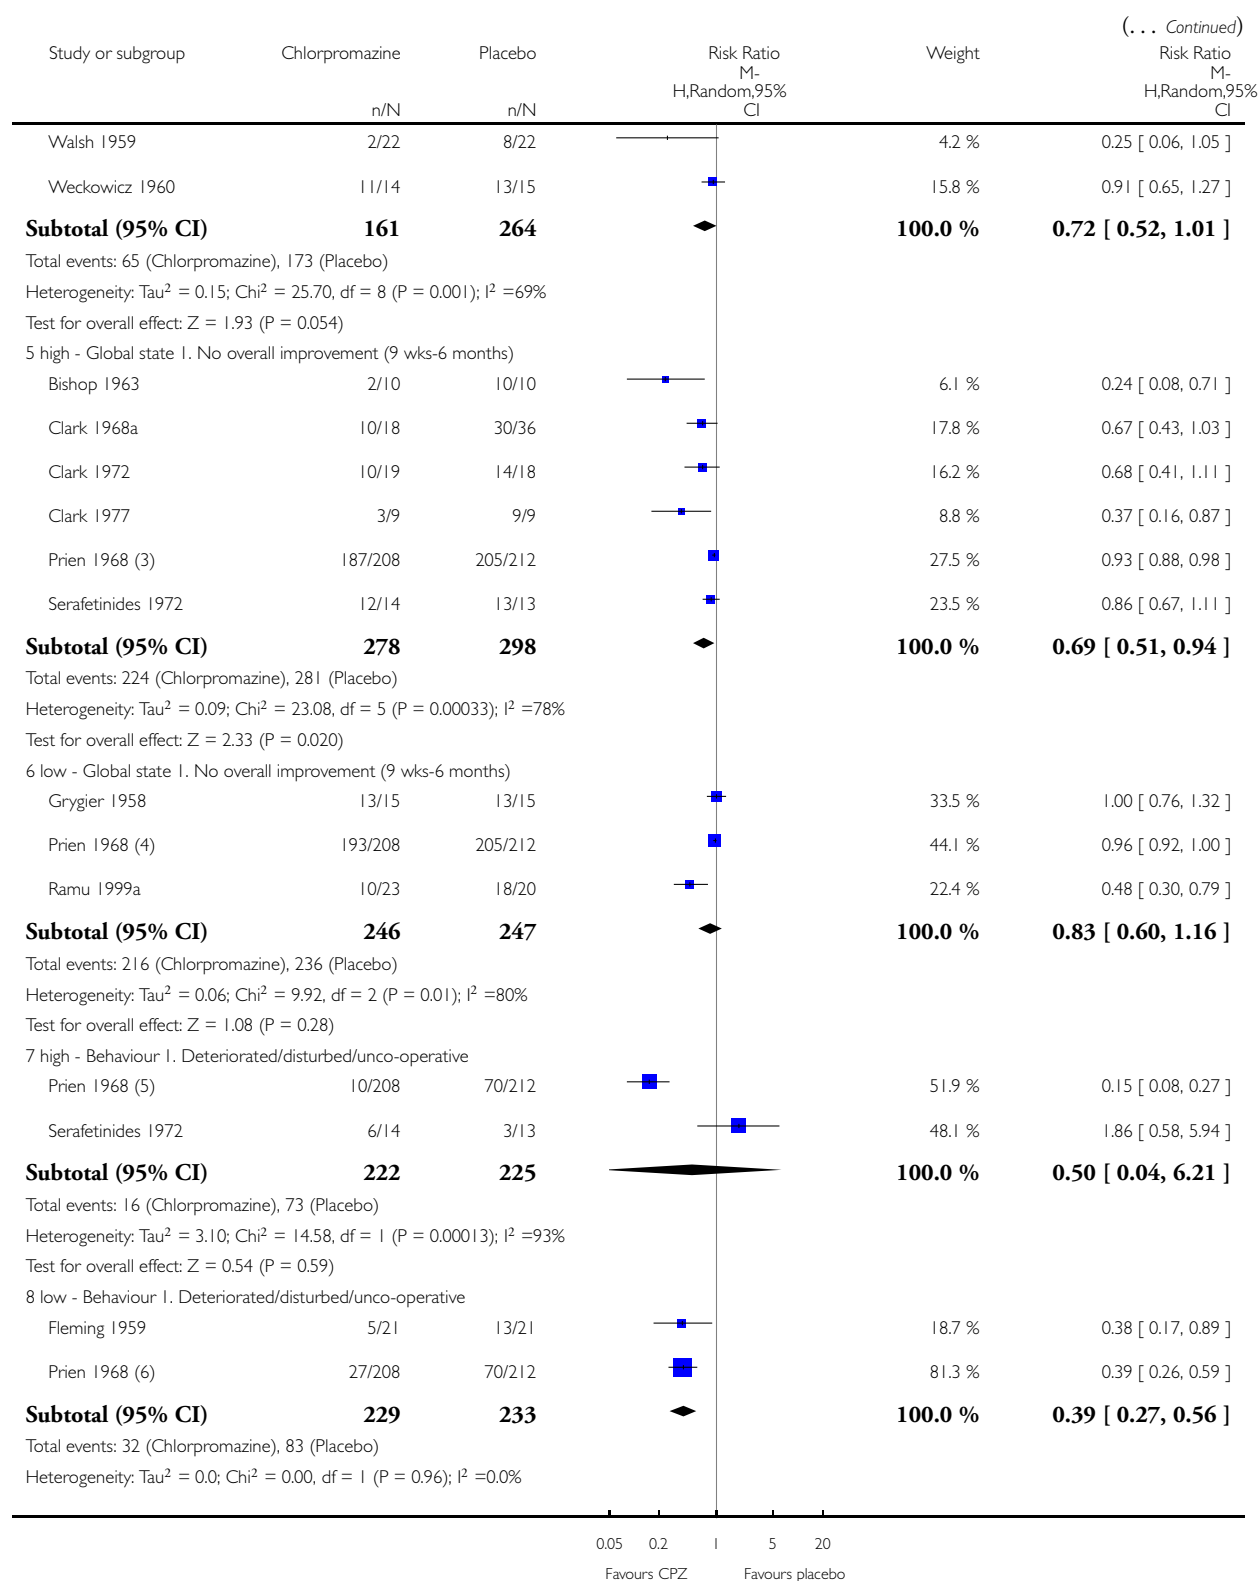 (... Continued)
Study or subgroup Chlorpromazine Placebo Risk Ratio Weight Risk Ratio
M- M-
H,Random,95% H,Random,95%
n/N n/N CI CI
Walsh 1959 2/22 8/22 4.2 % 0.25 [ 0.06, 1.05 ]
Weckowicz 1960 11/14 13/15 15.8 % 0.91 [ 0.65, 1.27 ]
Subtotal (95% CI) 161 264 100.0 % 0.72 [ 0.52, 1.01 ]
Total events: 65 (Chlorpromazine), 173 (Placebo)
Heterogeneity: Tau² = 0.15; Chi² = 25.70, df = 8 (P = 0.001); I² =69%
Test for overall effect: Z = 1.93 (P = 0.054)
5 high - Global state 1. No overall improvement (9 wks-6 months)
Bishop 1963 2/10 10/10 6.1 % 0.24 [ 0.08, 0.71 ]
Clark 1968a 10/18 30/36 17.8 % 0.67 [ 0.43, 1.03 ]
Clark 1972 10/19 14/18 16.2 % 0.68 [ 0.41, 1.11 ]
Clark 1977 3/9 9/9 8.8 % 0.37 [ 0.16, 0.87 ]
Prien 1968 (3) 187/208 205/212 27.5 % 0.93 [ 0.88, 0.98 ]
Serafetinides 1972 12/14 13/13 23.5 % 0.86 [ 0.67, 1.11 ]
Subtotal (95% CI) 278 298 100.0 % 0.69 [ 0.51, 0.94 ]
Total events: 224 (Chlorpromazine), 281 (Placebo)
Heterogeneity: Tau² = 0.09; Chi² = 23.08, df = 5 (P = 0.00033); I² =78%
Test for overall effect: Z = 2.33 (P = 0.020)
6 low - Global state 1. No overall improvement (9 wks-6 months)
Grygier 1958 13/15 13/15 33.5 % 1.00 [ 0.76, 1.32 ]
Prien 1968 (4) 193/208 205/212 44.1 % 0.96 [ 0.92, 1.00 ]
Ramu 1999a 10/23 18/20 22.4 % 0.48 [ 0.30, 0.79 ]
Subtotal (95% CI) 246 247 100.0 % 0.83 [ 0.60, 1.16 ]
Total events: 216 (Chlorpromazine), 236 (Placebo)
Heterogeneity: Tau² = 0.06; Chi² = 9.92, df = 2 (P = 0.01); I² =80%
Test for overall effect: Z = 1.08 (P = 0.28)
7 high - Behaviour 1. Deteriorated/disturbed/unco-operative
Prien 1968 (5) 10/208 70/212 51.9 % 0.15 [ 0.08, 0.27 ]
Serafetinides 1972 6/14 3/13 48.1 % 1.86 [ 0.58, 5.94 ]
Subtotal (95% CI) 222 225 100.0 % 0.50 [ 0.04, 6.21 ]
Total events: 16 (Chlorpromazine), 73 (Placebo)
Heterogeneity: Tau² = 3.10; Chi² = 14.58, df = 1 (P = 0.00013); I² =93%
Test for overall effect: Z = 0.54 (P = 0.59)
8 low - Behaviour 1. Deteriorated/disturbed/unco-operative
Fleming 1959 5/21 13/21 18.7 % 0.38 [ 0.17, 0.89 ]
Prien 1968 (6) 27/208 70/212 81.3 % 0.39 [ 0.26, 0.59 ]
Subtotal (95% CI) 229 233 100.0 % 0.39 [ 0.27, 0.56 ]
Total events: 32 (Chlorpromazine), 83 (Placebo)
Heterogeneity: Tau² = 0.0; Chi² = 0.00, df = 1 (P = 0.96); I² =0.0%
0.05 0.2 1 5 20
Favours CPZ Favours placebo